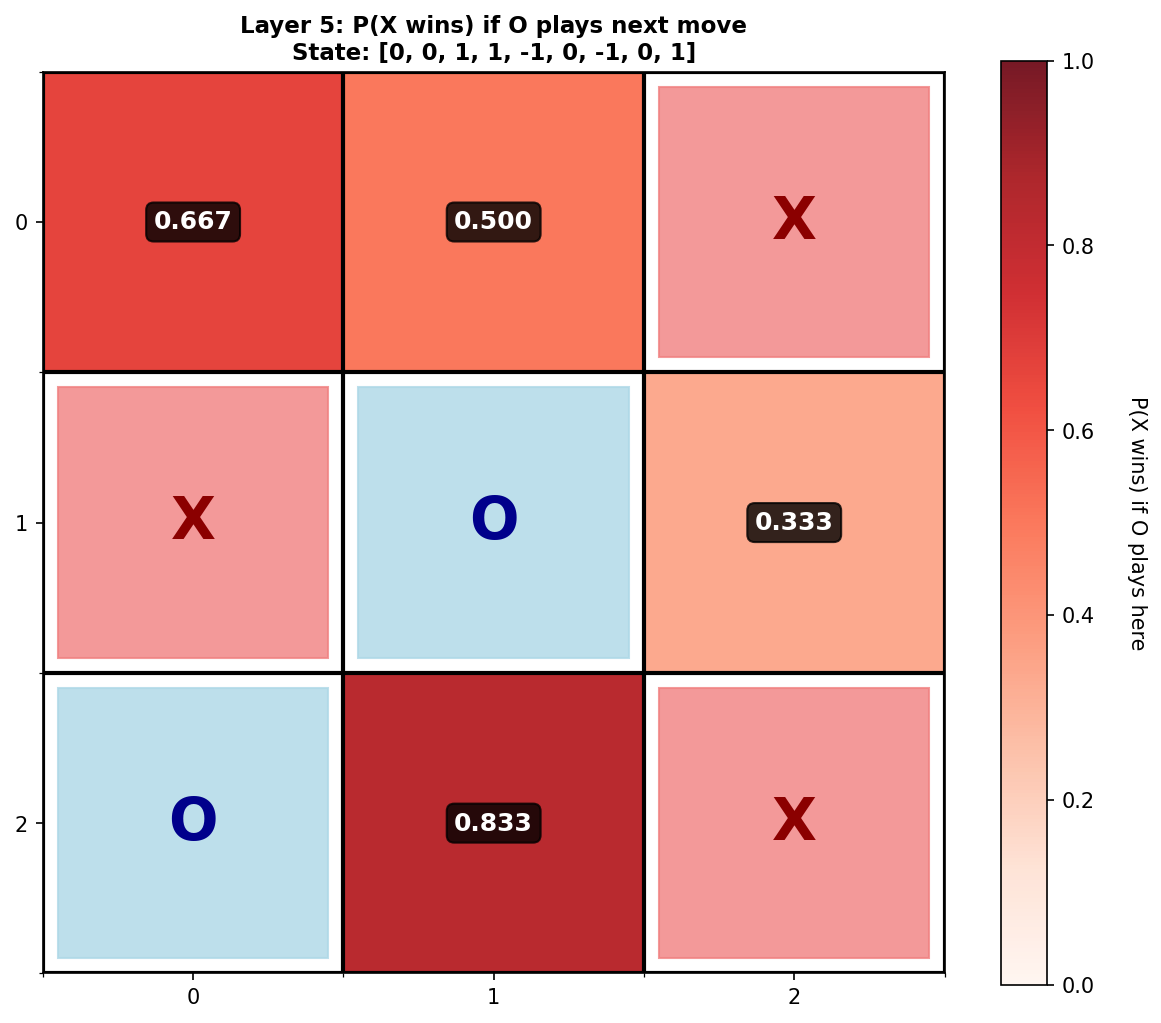 Layer 5: P(X wins) if O plays next move
State: [0, 0, 1, 1, -1, 0, -1, 0, 1]
0
0.667
0.500
X
1
X
O
0.333
2
O
0.833
X
0
1
2
1.0
0.8
0.6
0.4
0.2
0.0
P(X wins) if O plays here